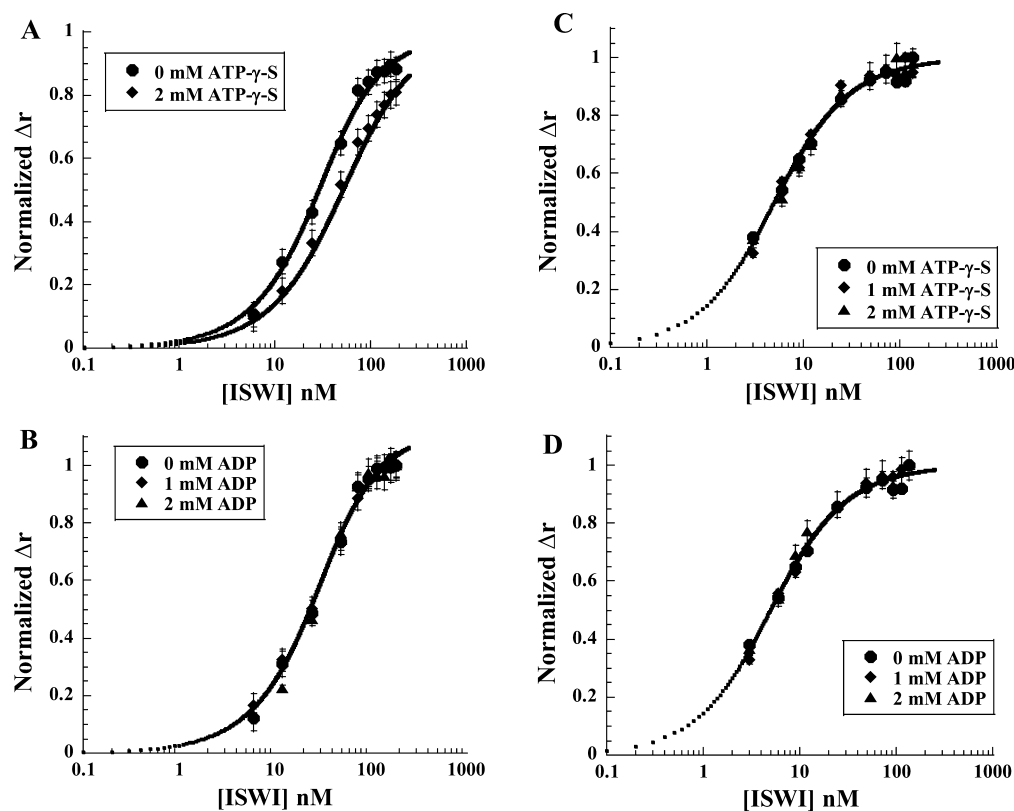 A
Normalized Δr
1
0.8
0.6
0.4
0.2
0
0 mM ATP-γ-S
2 mM ATP-γ-S
0.1 1 10 100 1000
[ISWI] nM
C
Normalized Δr
1
0.8
0.6
0.4
0.2
0
0 mM ATP-γ-S
1 mM ATP-γ-S
2 mM ATP-γ-S
0.1 1 10 100 1000
[ISWI] nM
B
Normalized Δr
1
0.8
0.6
0.4
0.2
0
0 mM ADP
1 mM ADP
2 mM ADP
0.1 1 10 100 1000
[ISWI] nM
D
Normalized Δr
1
0.8
0.6
0.4
0.2
0
0 mM ADP
1 mM ADP
2 mM ADP
0.1 1 10 100 1000
[ISWI] nM